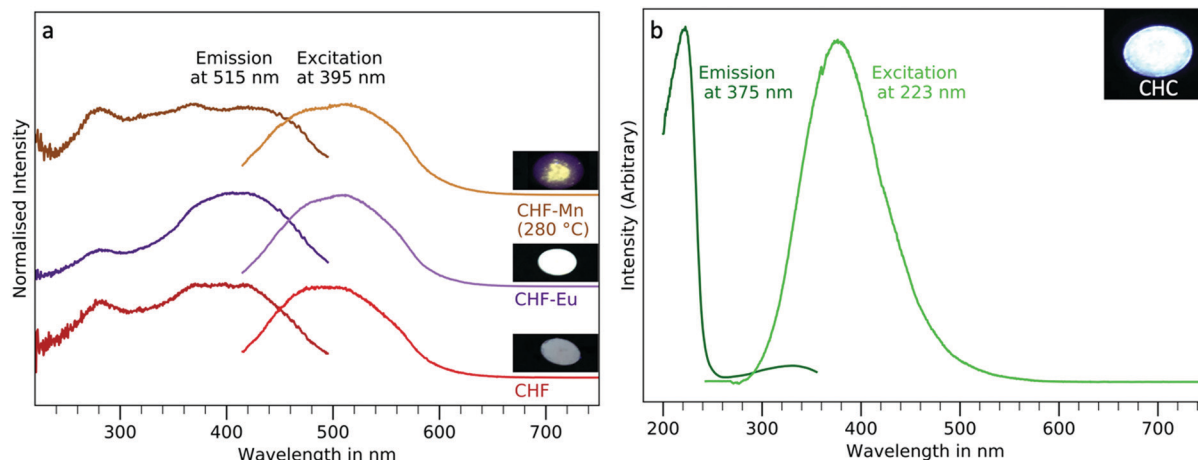 a
Emission
at 515 nm
Excitation
at 395 nm
Normalised Intensity
CHF-Mn
(280 °C)
CHF-Eu
CHF
300
400
500
600
700
Wavelength in nm
b
Emission
at 375 nm
Excitation
at 223 nm
CHC
Intensity (Arbitrary)
200
300
400
500
600
700
Wavelength in nm